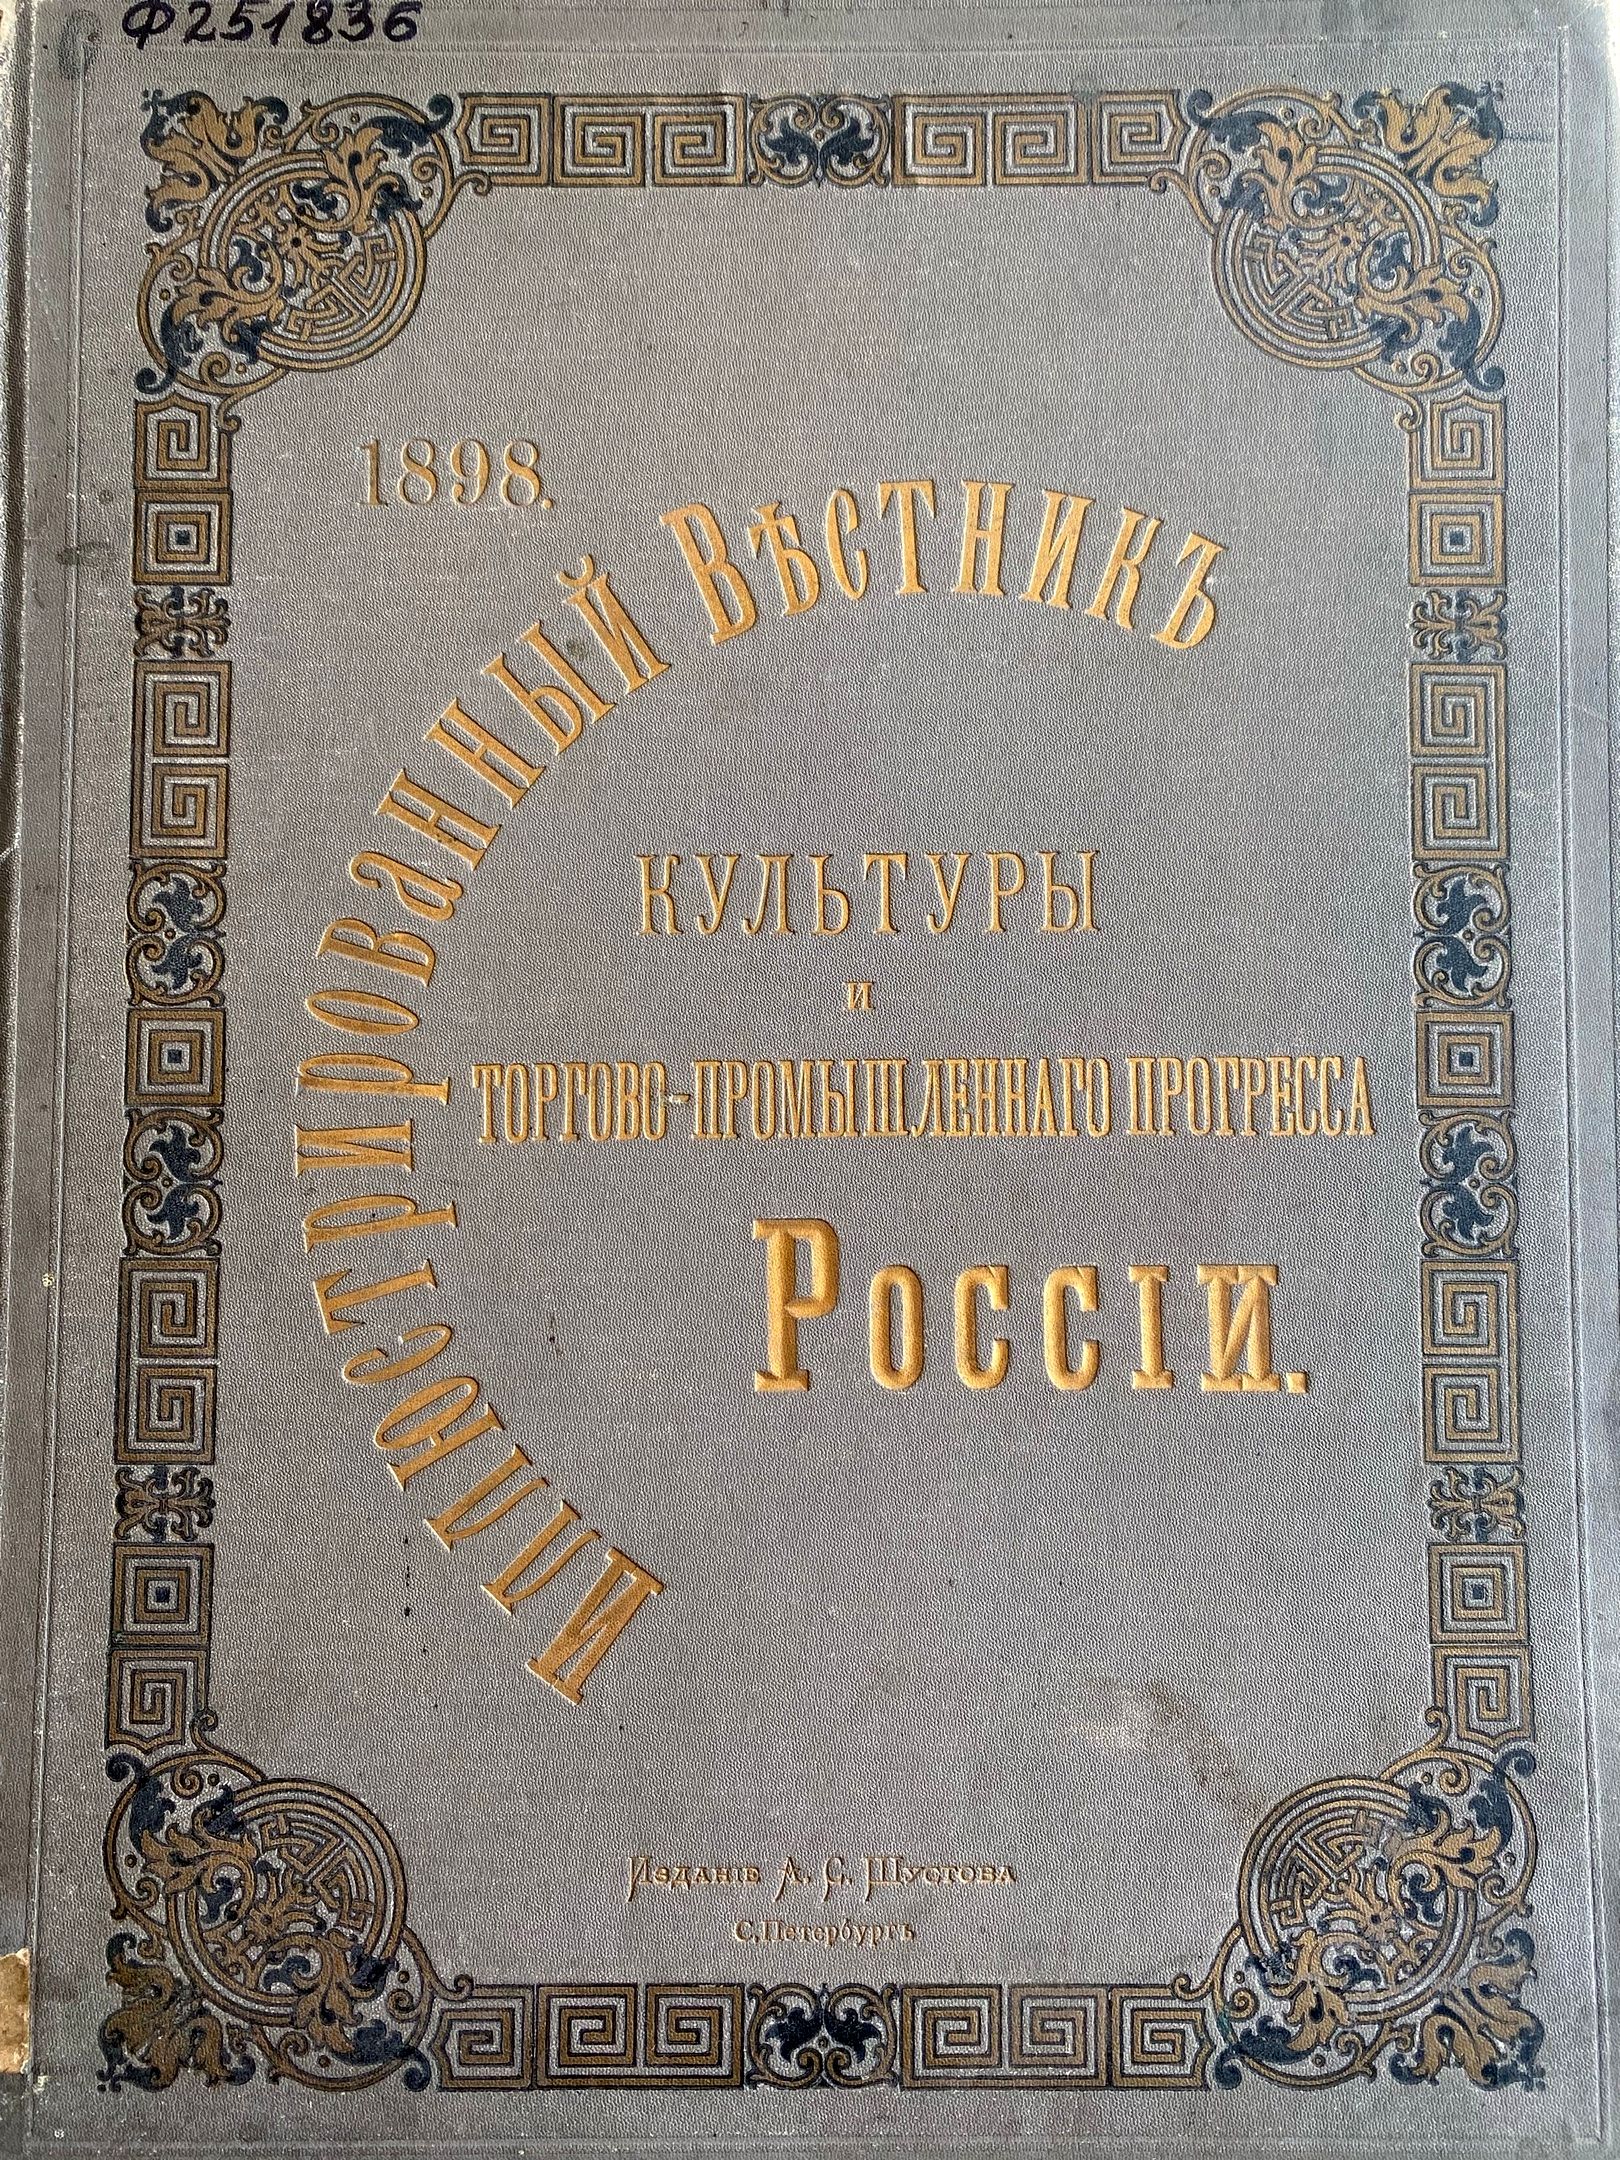 Ф251836
1898.
Иллюстрированный Вѣстникъ
КУЛЬТУРЫ
и
ТОРГОВО-ПРОМЫШЛЕННАГО ПРОГРЕССА
РОССІИ.
Изданіе А. С. Шустова
С.Петербургъ